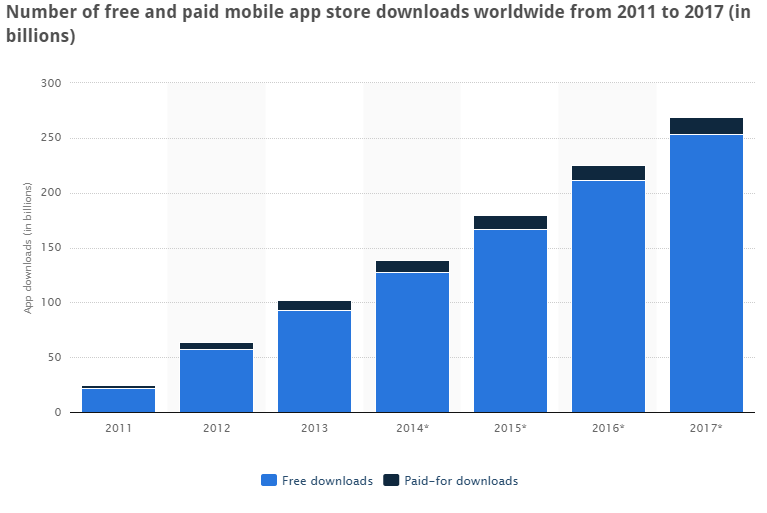 Number of free and paid mobile app store downloads worldwide from 2011 to 2017 (in
billions)
300
250
200
150
100
50
0
App downloads (in billions)
2011 2012 2013 2014* 2015* 2016* 2017*
Free downloads Paid-for downloads